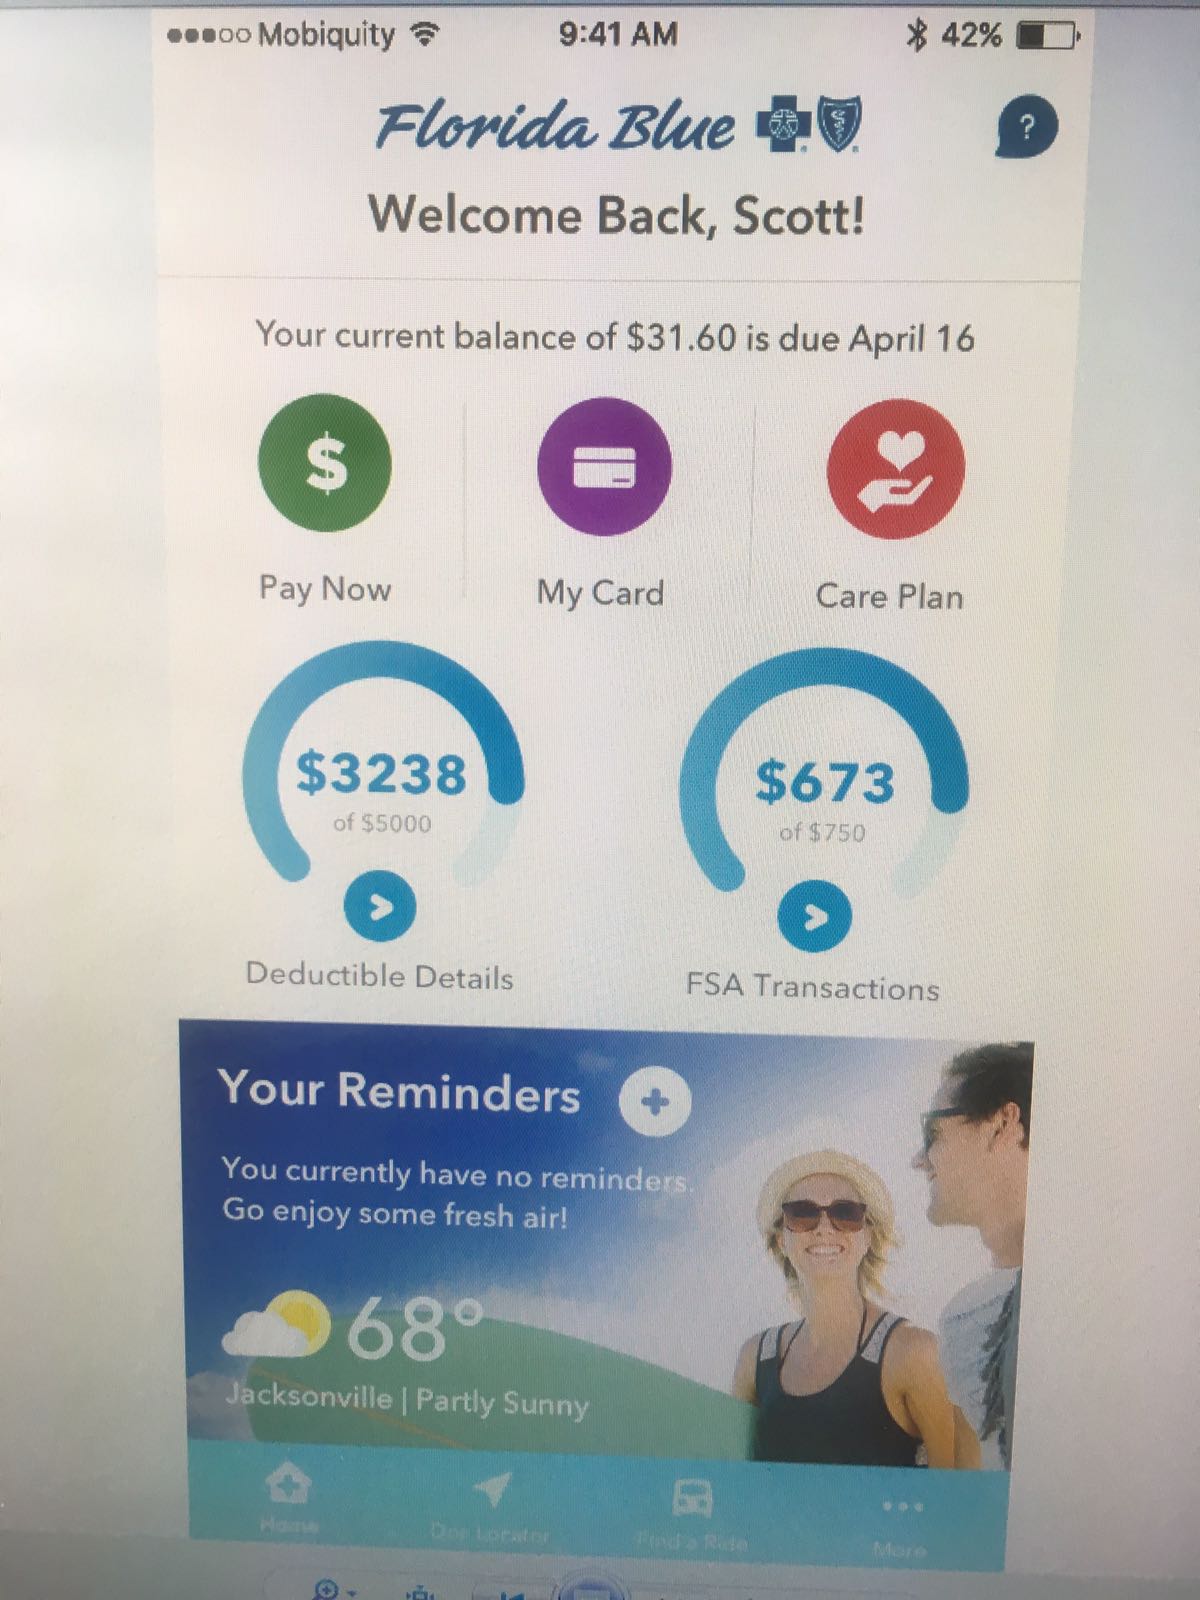 Mobiquity 9:41 AM 42%
Florida Blue
?
Welcome Back, Scott!
Your current balance of $31.60 is due April 16
$
Pay Now My Card Care Plan
$3238 $673
of $5000 of $750
Deductible Details FSA Transactions
Your Reminders
You currently have no reminders.
Go enjoy some fresh air!
68°
Jacksonville | Partly Sunny
Home Doc Locator Find a Ride More